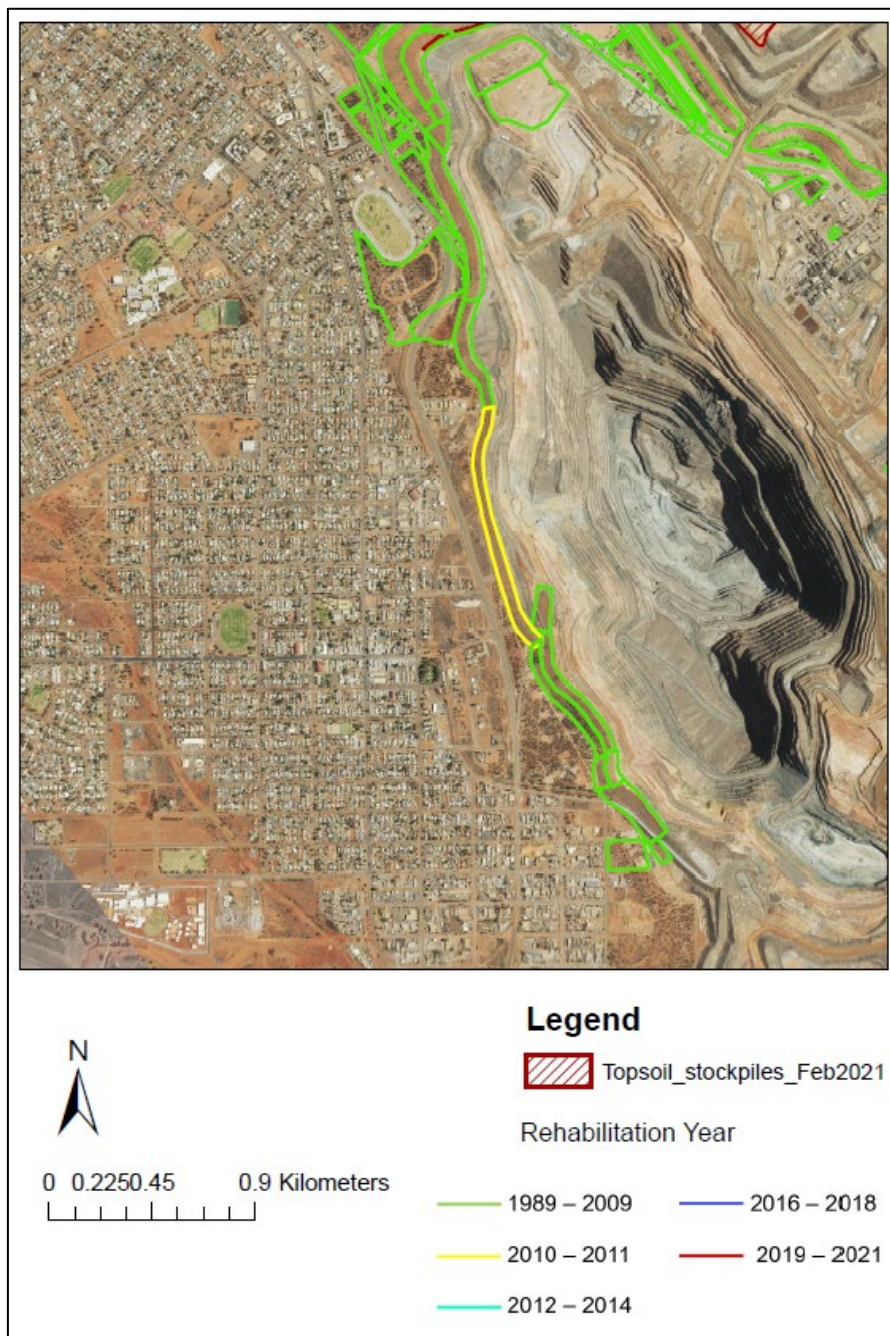 N
0 0.2250.45 0.9 Kilometers
Legend
Topsoil_stockpiles_Feb2021
Rehabilitation Year
1989 – 2009
2016 – 2018
2010 – 2011
2019 – 2021
2012 – 2014